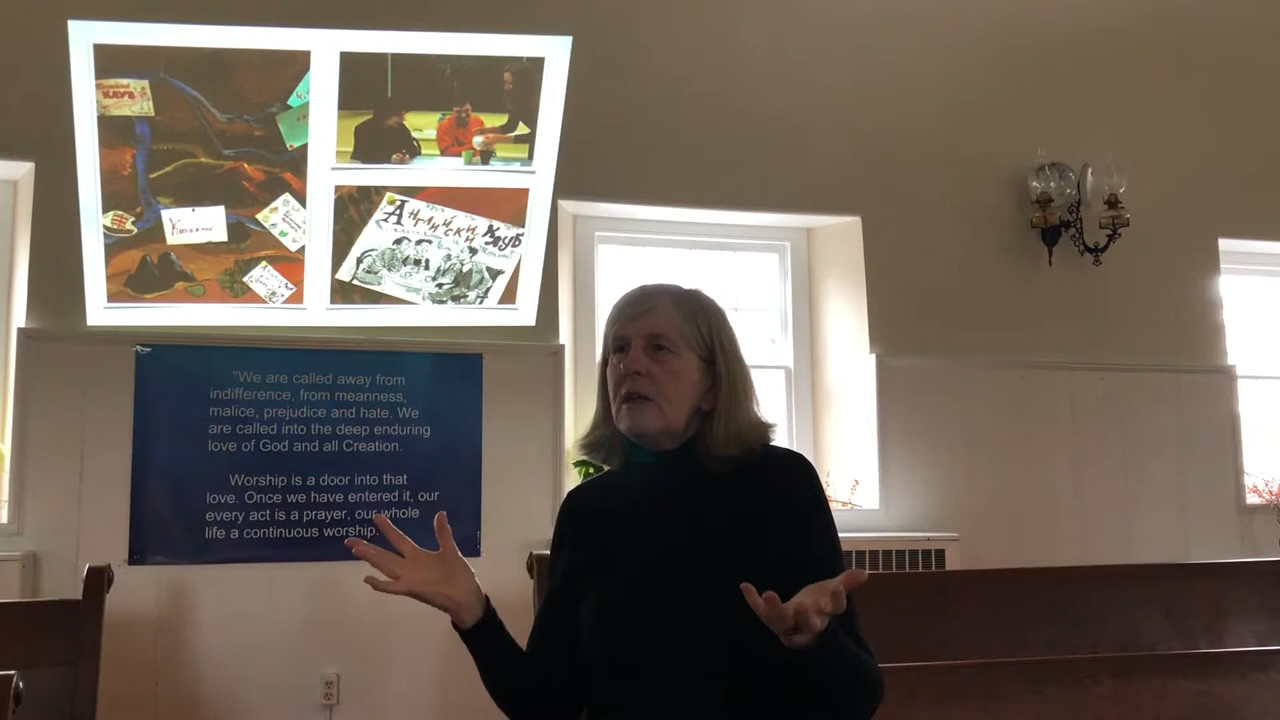 КЛУБ
Английски
Клуб
"We are called away from
indifference, from meanness,
malice, prejudice and hate. We
are called into the deep enduring
love of God and all Creation.
Worship is a door into that
love. Once we have entered it, our
every act is a prayer, our whole
life a continuous worship.